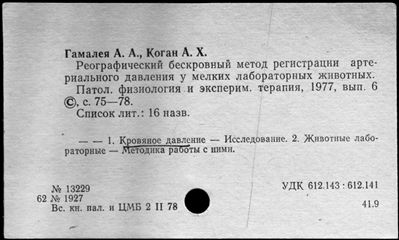 Гамалея А. А., Коган А. Х.
Реографический бескровный метод регистрации арте-
риального давления у мелких лабораторных животных.
Патол. физиология и эксперим. терапия, 1977, вып. 6
©, с. 75—78.
Список лит.: 16 назв.
— — 1. Кровяное давление — Исследование. 2. Животные лабо-
раторные — Методика работы с ними.
№ 13229
УДК 612.143 : 612.141
62 № 1927
Вс. кн. пал. и ЦМБ 2 II 78
41.9